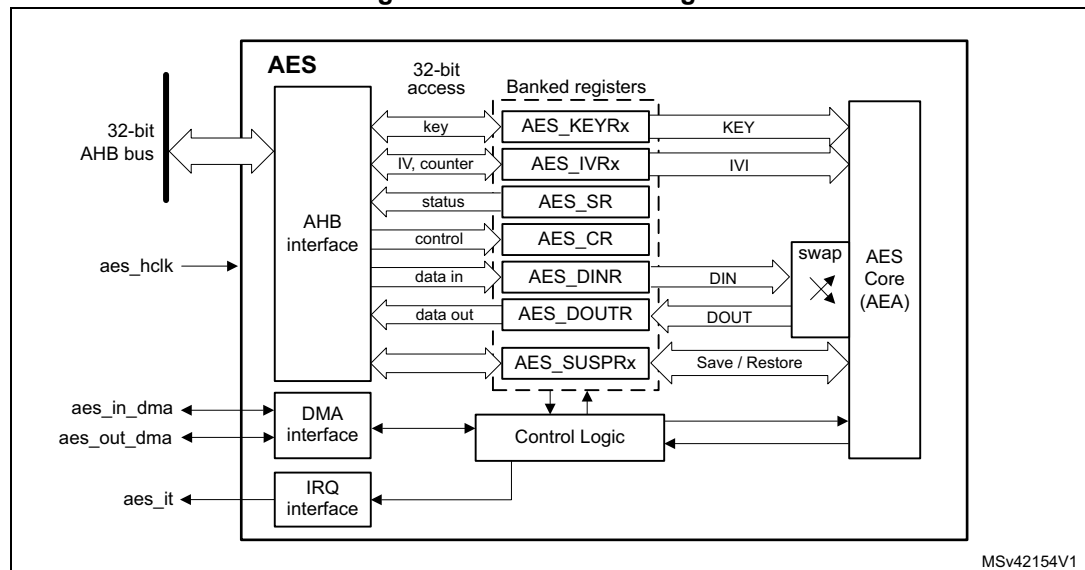 AES
32-bit
access
Banked registers
32-bit
AHB bus
AHB
interface
key
AES_KEYRx
KEY
IV, counter
AES_IVRx
IVI
status
AES_SR
control
AES_CR
data in
AES_DINR
DIN
data out
AES_DOUTR
DOUT
swap
AES
Core
(AEA)
aes_hclk
AES_SUSPRx
Save / Restore
aes_in_dma
aes_out_dma
DMA
interface
Control Logic
aes_it
IRQ
interface
MSv42154V1